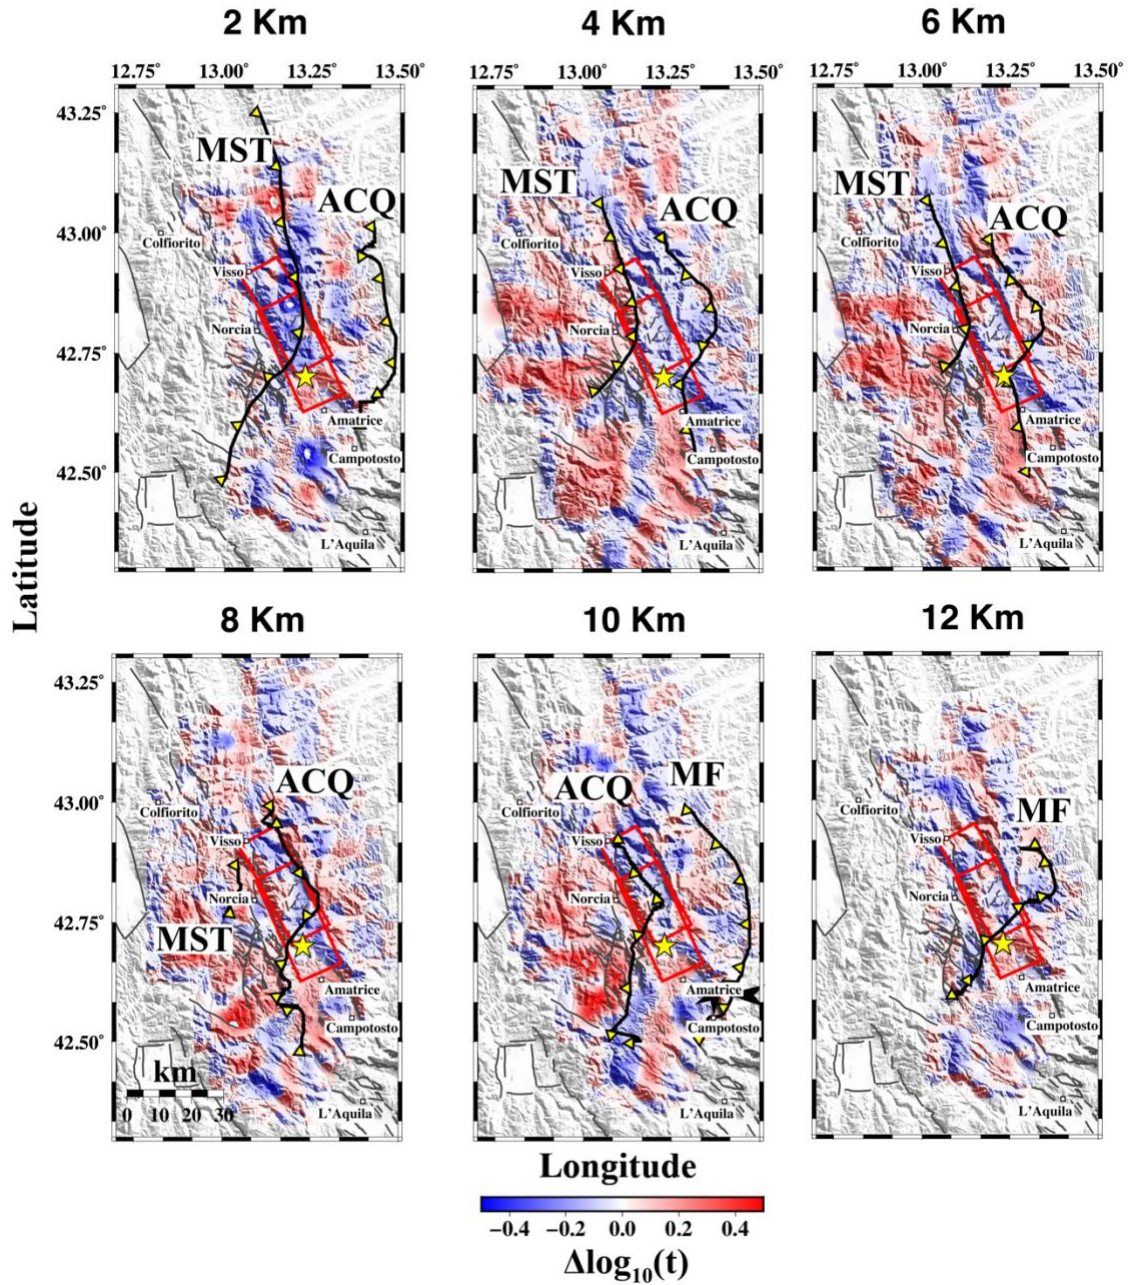 2 Km 4 Km 6 Km
12.75° 13.00° 13.25° 13.50° 12.75° 13.00° 13.25° 13.50° 12.75° 13.00° 13.25° 13.50°
43.25°
MST
MST
MST
ACQ
ACQ
ACQ
43.00°
Colfiorito
Colfiorito
Colfiorito
Visso
Visso
Visso
Norcia
Norcia
Norcia
42.75°
Amatrice
Amatrice
Amatrice
42.50°
Campotosto
Campotosto
Campotosto
L'Aquila
L'Aquila
L'Aquila
Latitude
8 Km 10 Km 12 Km
43.25°
ACQ
ACQ
MF
MF
43.00°
Colfiorito
Colfiorito
Colfiorito
Visso
Visso
Visso
Norcia
Norcia
Norcia
42.75°
MST
Amatrice
Amatrice
Amatrice
Campotosto
Campotosto
Campotosto
42.50°
km
0 10 20 30
L'Aquila
L'Aquila
L'Aquila
Longitude
−0.4 −0.2 0.0 0.2 0.4
Δlog10(t)